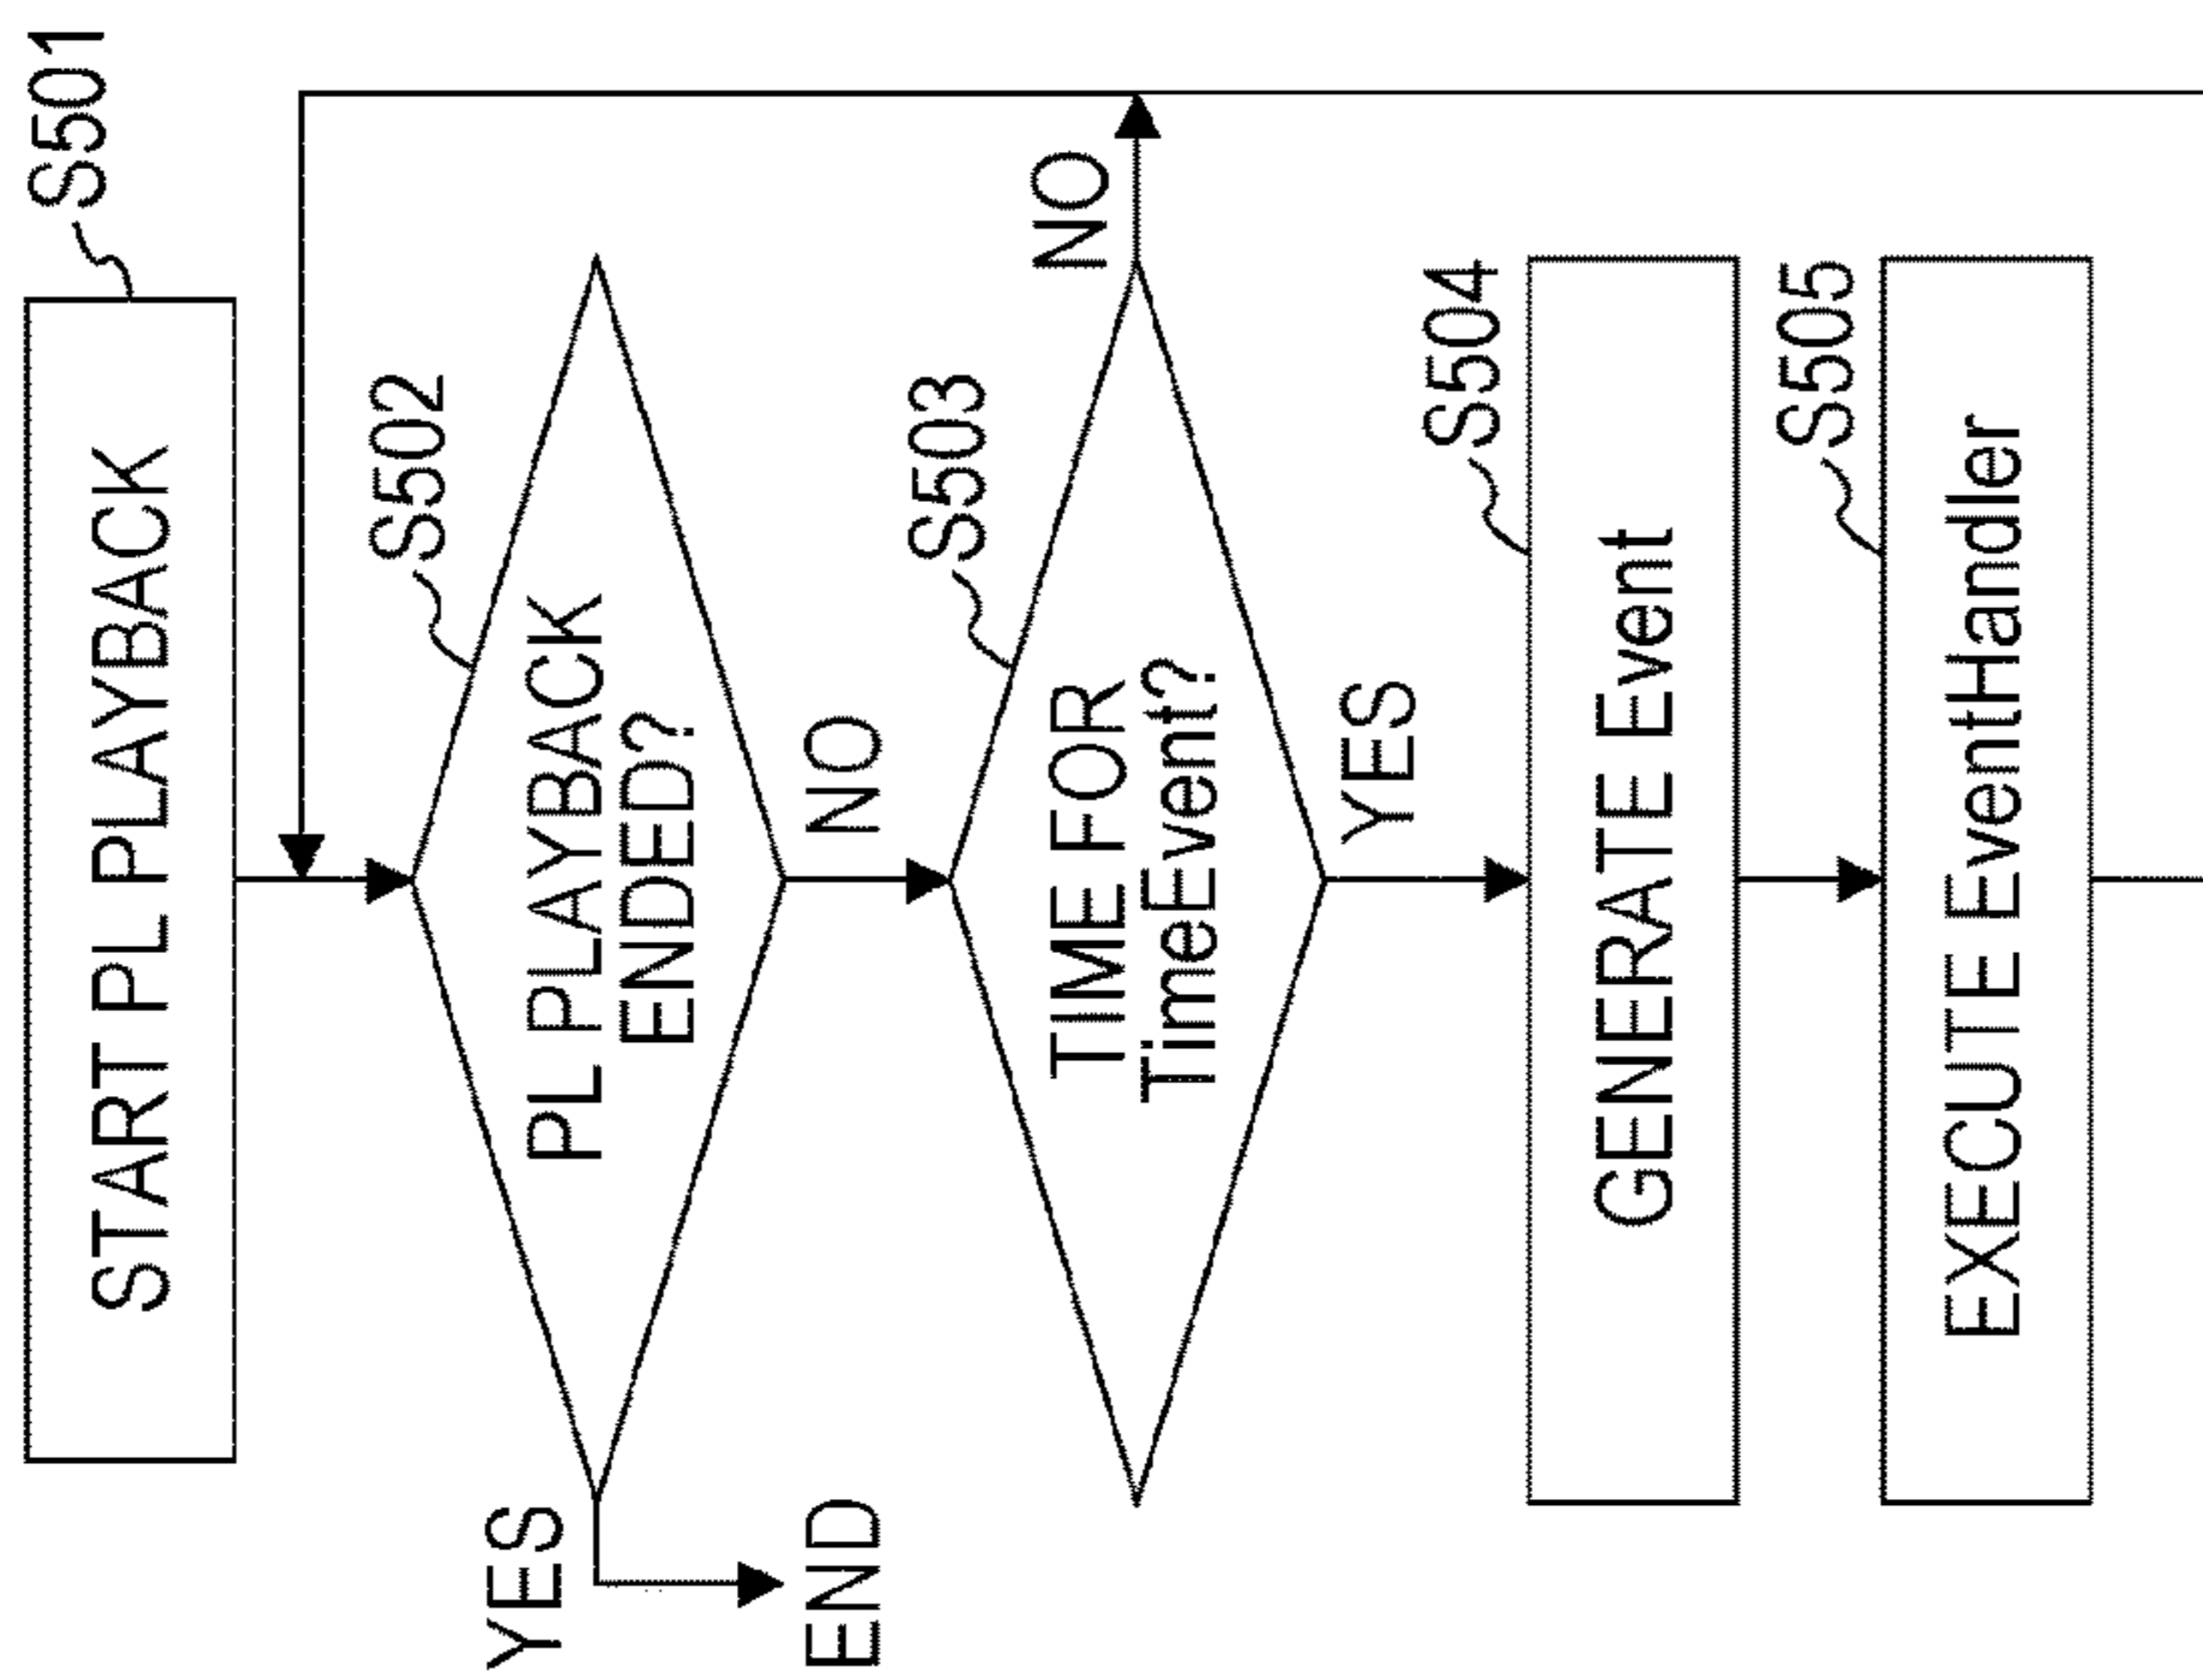 S501
START PL PLAYBACK
S502
PL PLAYBACK
ENDED?
YES
END
NO
S503
TIME FOR
TimeEvent?
NO
YES
S504
GENERATE Event
S505
EXECUTE EventHandler